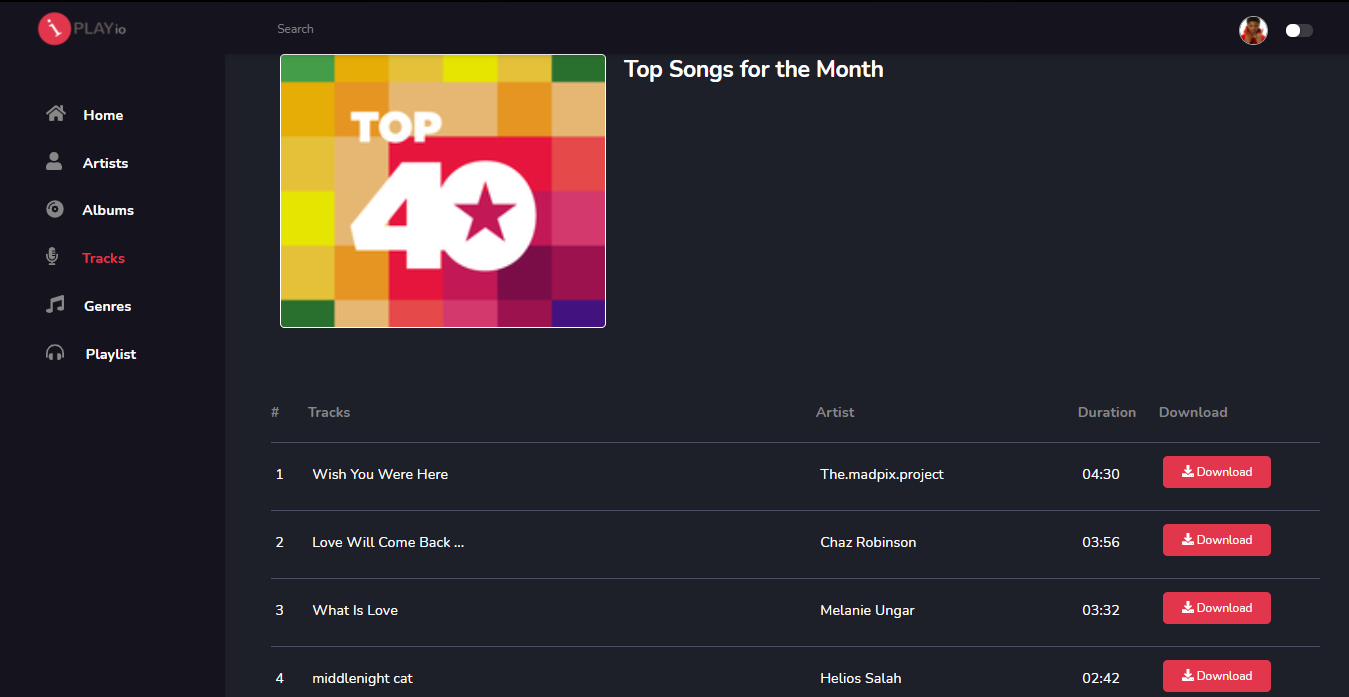 i PLAYio
Search
Home
Artists
Albums
Tracks
Genres
Playlist
TOP
40
Top Songs for the Month
# Tracks Artist Duration Download
1 Wish You Were Here The.madpix.project 04:30 Download
2 Love Will Come Back ... Chaz Robinson 03:56 Download
3 What Is Love Melanie Ungar 03:32 Download
4 middlenight cat Helios Salah 02:42 Download